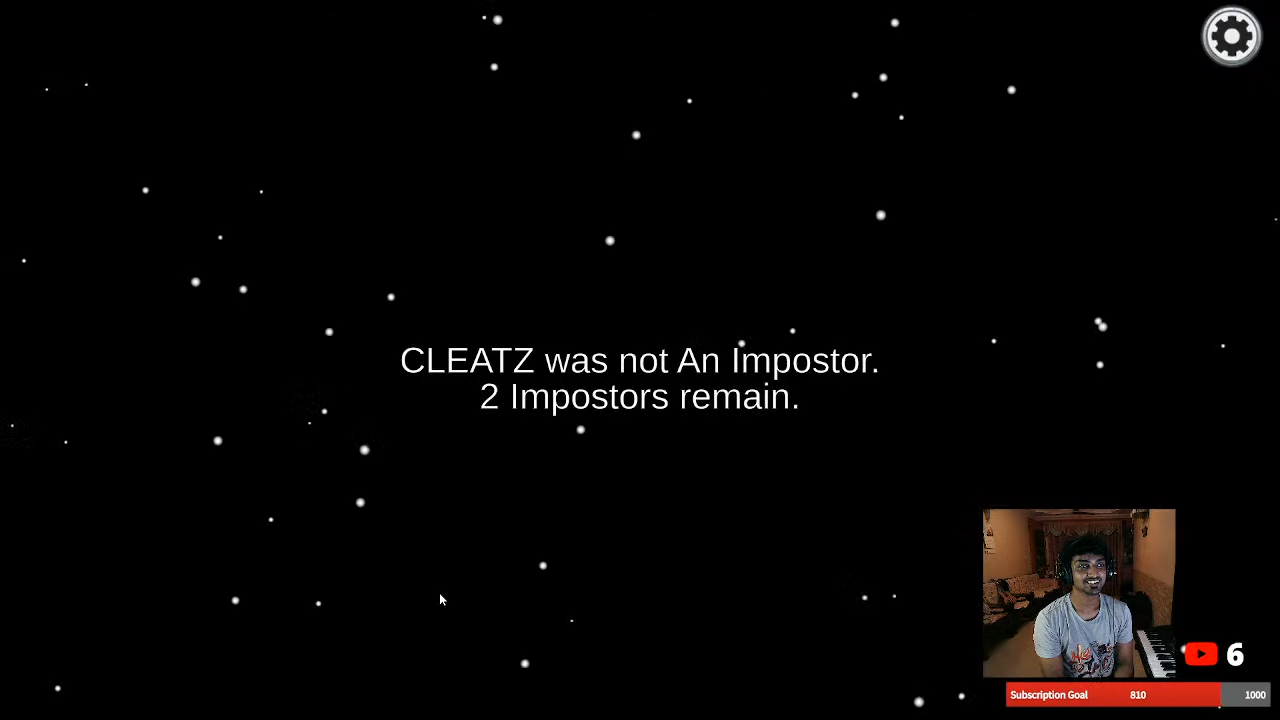 CLEATZ was not An Impostor.
2 Impostors remain.
6
Subscription Goal 810 1000